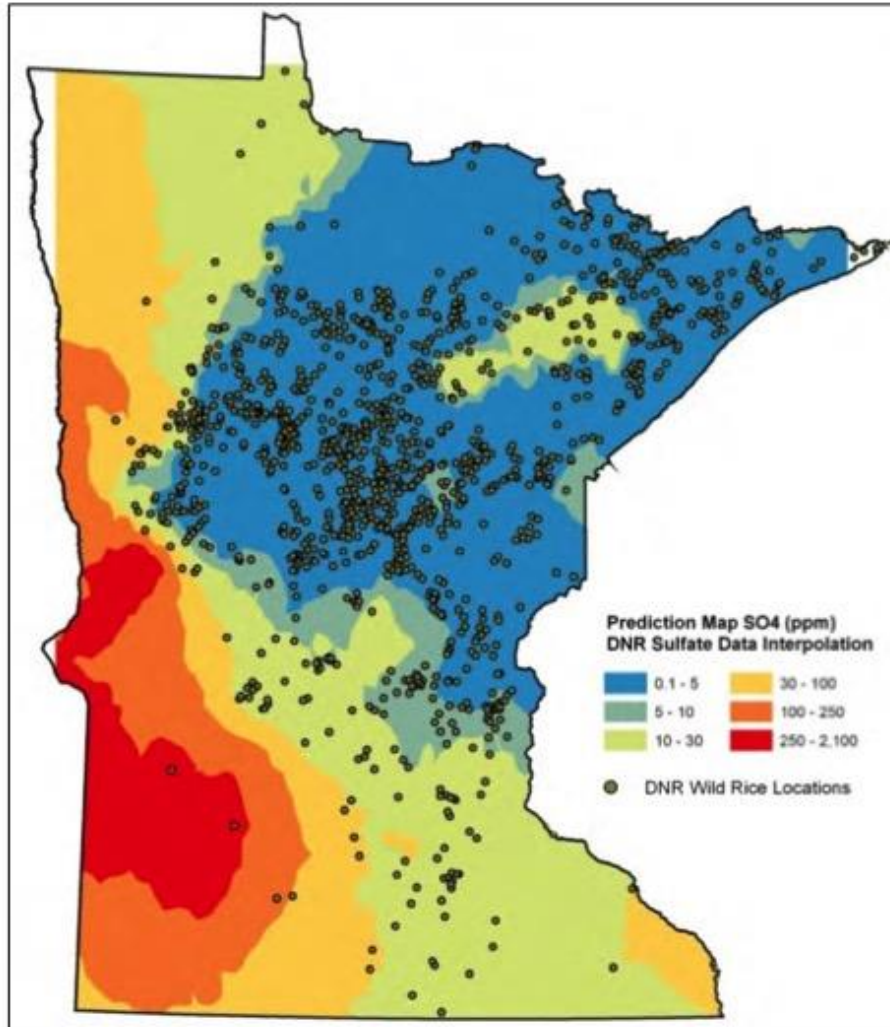 Prediction Map SO4 (ppm)
DNR Sulfate Data Interpolation
0.1 - 5
30 - 100
5 - 10
100 - 250
10 - 30
250 - 2,100
DNR Wild Rice Locations